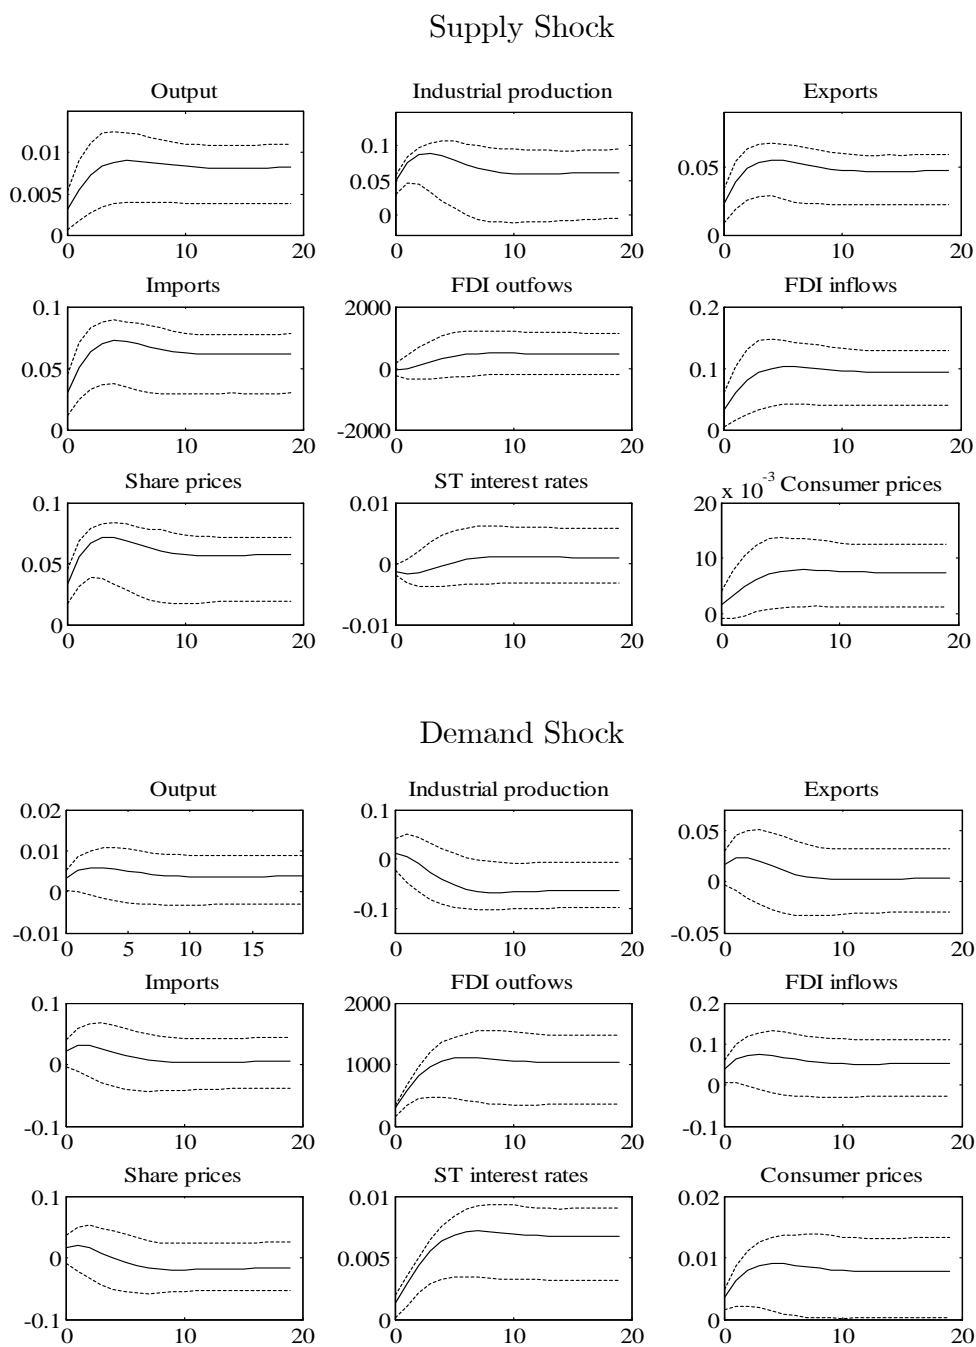 Supply Shock
Output
Industrial production
Exports
0.01
0.005
0
0 10 20
0.1
0.05
0
0 10 20
0.05
0
0 10 20
Imports
FDI outfows
FDI inflows
0.1
0.05
0
0 10 20
2000
0
-2000
0 10 20
0.2
0.1
0
0 10 20
Share prices
ST interest rates
x 10-3 Consumer prices
0.1
0.05
0
0 10 20
0.01
0
-0.01
0 10 20
20
10
0
0 10 20
Demand Shock
Output
Industrial production
Exports
0.02
0.01
0
-0.01
0 5 10 15
0.1
0
-0.1
0 10 20
0.05
0
-0.05
0 10 20
Imports
FDI outfows
FDI inflows
0.1
0
-0.1
0 10 20
2000
1000
0
0 10 20
0.2
0.1
0
-0.1
0 10 20
Share prices
ST interest rates
Consumer prices
0.1
0
-0.1
0 10 20
0.01
0.005
0
0 10 20
0.02
0.01
0
0 10 20